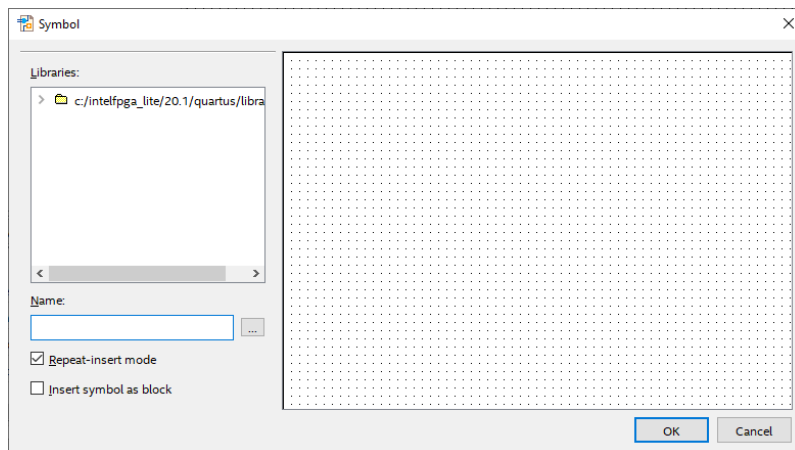 Symbol
Libraries:
c:/intelfpga_lite/20.1/quartus/libra
Name:
...
Repeat-insert mode
Insert symbol as block
OK
Cancel